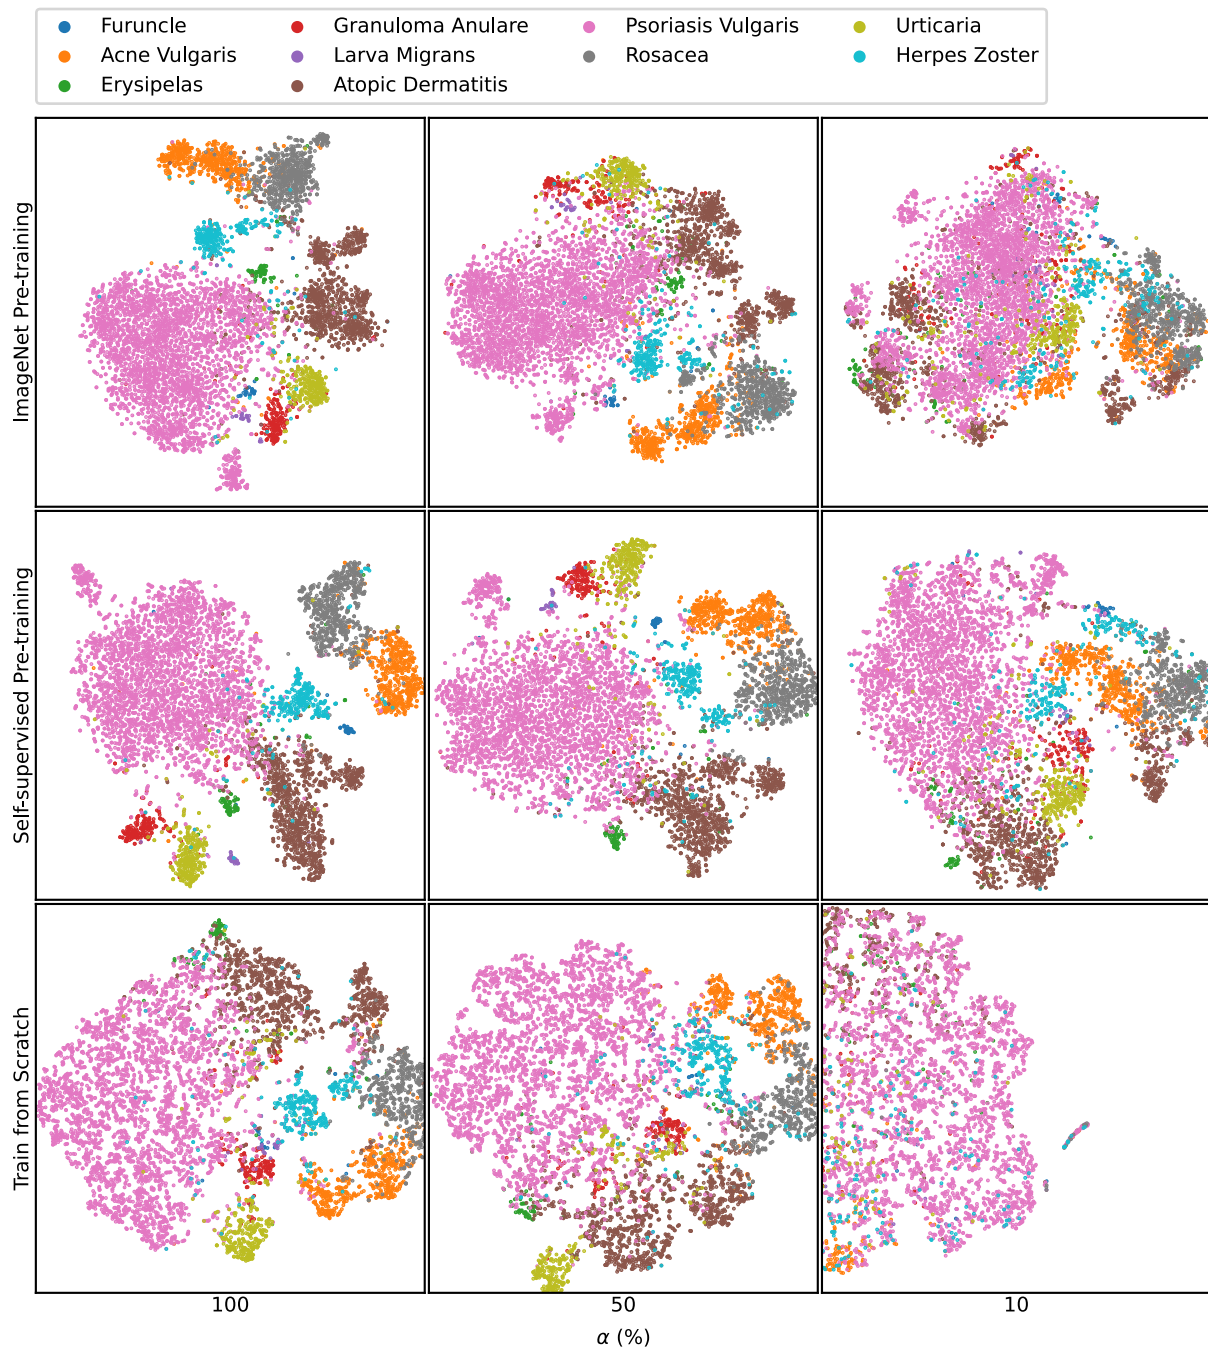 Furuncle
Acne Vulgaris
Erysipelas
Granuloma Anulare
Larva Migrans
Atopic Dermatitis
Psoriasis Vulgaris
Rosacea
Urticaria
Herpes Zoster
ImageNet Pre-training
Self-supervised Pre-training
Train from Scratch
100
50
10
α (%)